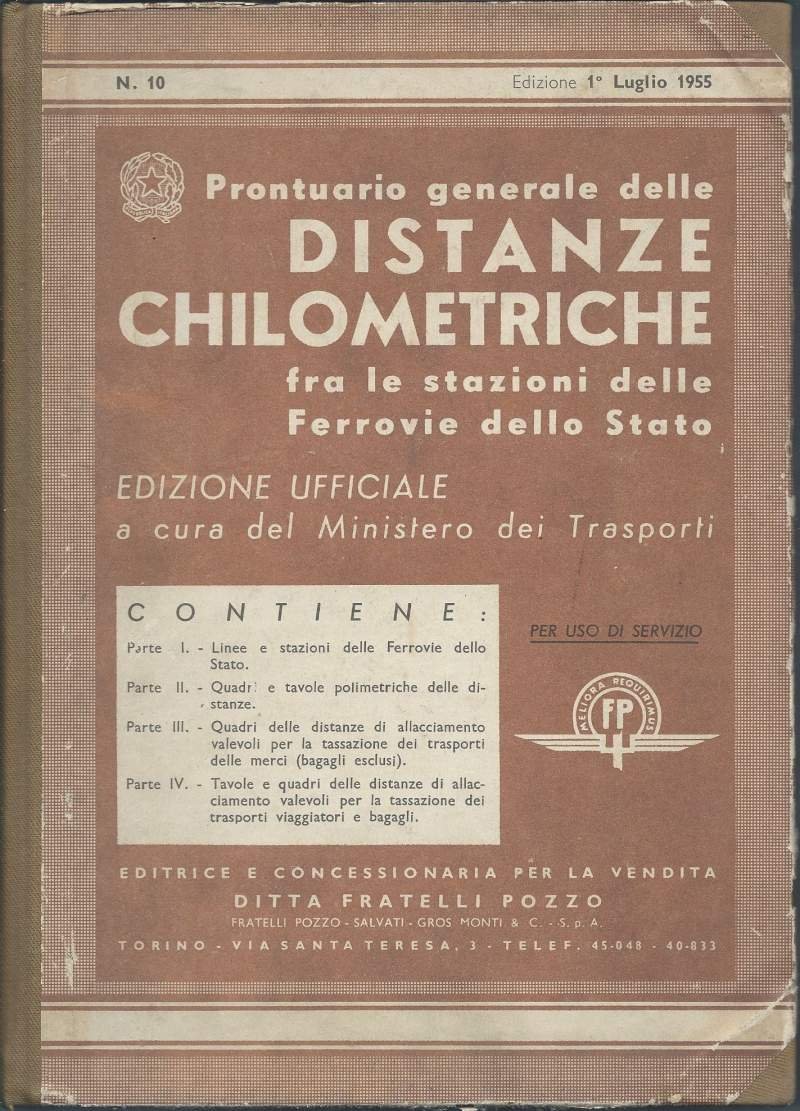 N. 10
Edizione 1° Luglio 1955
Prontuario generale delle
DISTANZE
CHILOMETRICHE
fra le stazioni delle
Ferrovie dello Stato
EDIZIONE UFFICIALE
a cura del Ministero dei Trasporti
CONTIENE:
Parte I. - Linee e stazioni delle Ferrovie dello
Stato.
Parte II. - Quadri e tavole polimetriche delle di-
stanze.
Parte III. - Quadri delle distanze di allacciamento
valevoli per la tassazione dei trasporti
delle merci (bagagli esclusi).
Parte IV. - Tavole e quadri delle distanze di allac-
ciamento valevoli per la tassazione dei
trasporti viaggiatori e bagagli.
PER USO DI SERVIZIO
MELIORA REQUIRIMUS
FP
EDITRICE E CONCESSIONARIA PER LA VENDITA
DITTA FRATELLI POZZO
FRATELLI POZZO - SALVATI - GROS MONTI & C. - S.p.A.
TORINO - VIA SANTA TERESA, 3 - TELEF. 45-048 - 40-833